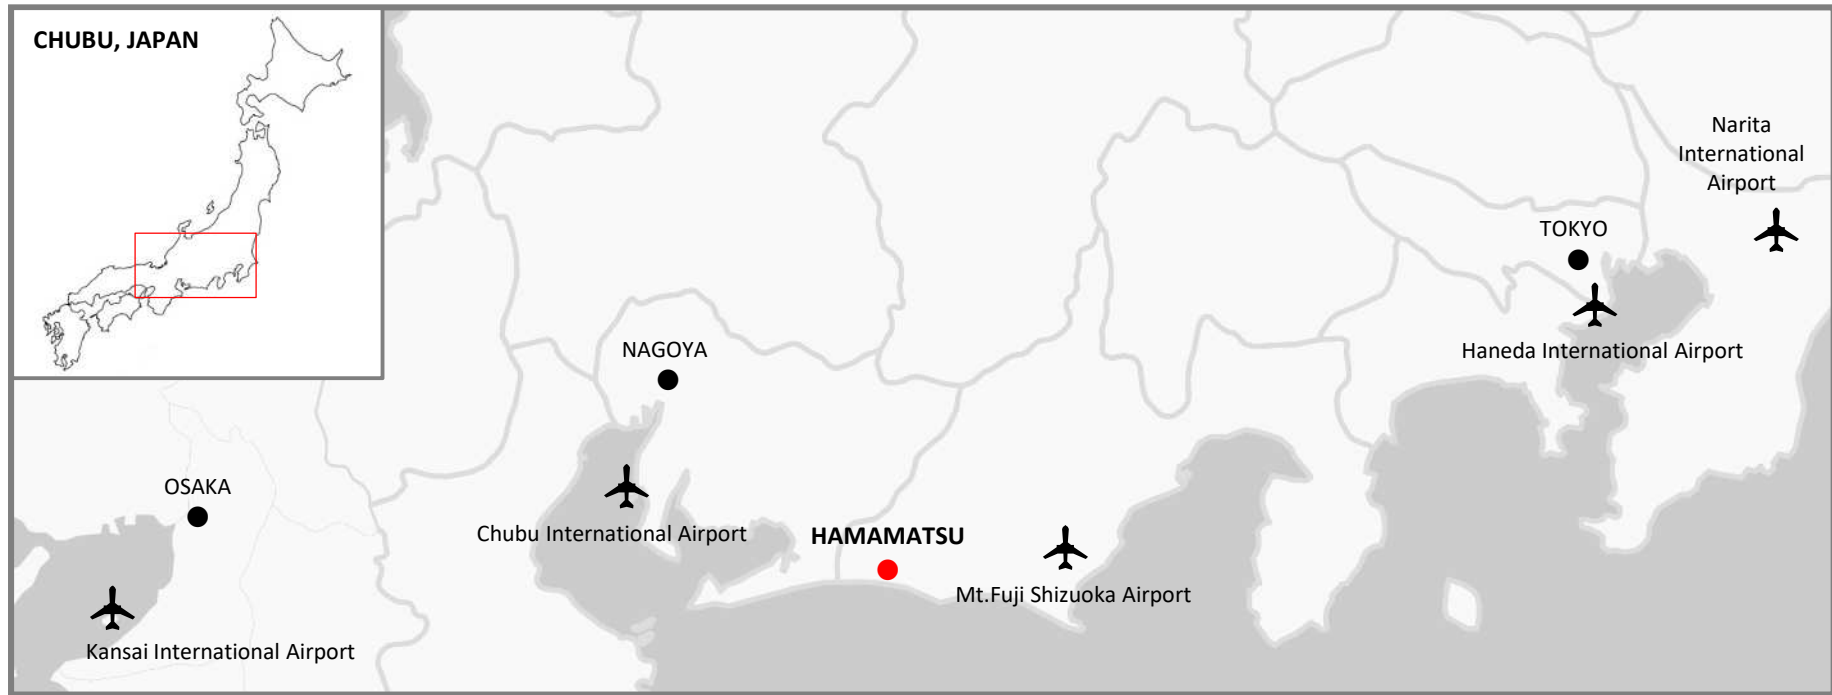 CHUBU, JAPAN
Narita
International
Airport
TOKYO
Haneda International Airport
NAGOYA
OSAKA
Chubu International Airport
HAMAMATSU
Mt.Fuji Shizuoka Airport
Kansai International Airport